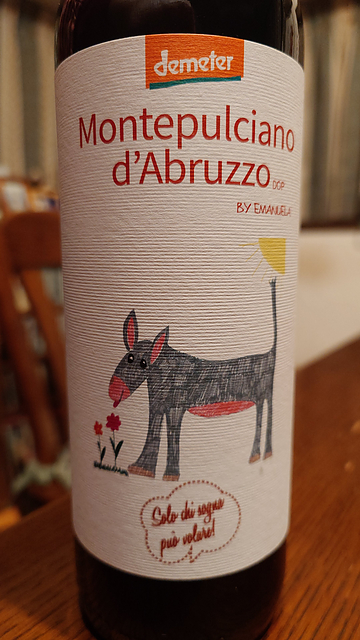 demeter
Montepulciano
d'Abruzzo DOP
BY EMANUELA
Solo chi sogna
può volare!